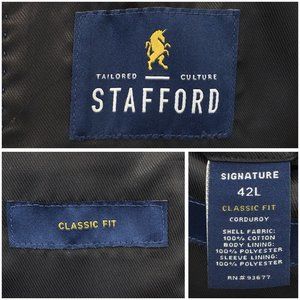 TAILORED CULTURE
STAFFORD
CLASSIC FIT
SIGNATURE
42L
CLASSIC FIT
CORDUROY
SHELL FABRIC:
100% COTTON
BODY LINING:
100% POLYESTER
SLEEVE LINING:
100% POLYESTER
RN# 93677